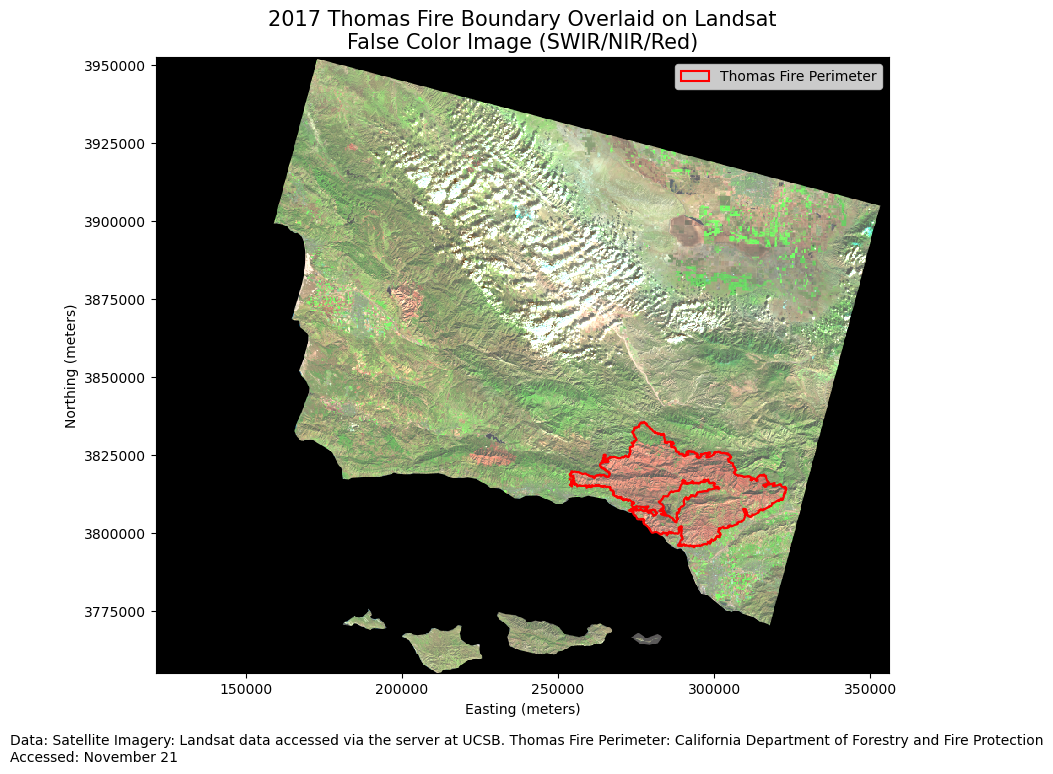 2017 Thomas Fire Boundary Overlaid on Landsat
False Color Image (SWIR/NIR/Red)
Thomas Fire Perimeter
3950000
3925000
3900000
3875000
3850000
3825000
3800000
3775000
Northing (meters)
150000 200000 250000 300000 350000
Easting (meters)
Data: Satellite Imagery: Landsat data accessed via the server at UCSB. Thomas Fire Perimeter: California Department of Forestry and Fire Protection
Accessed: November 21